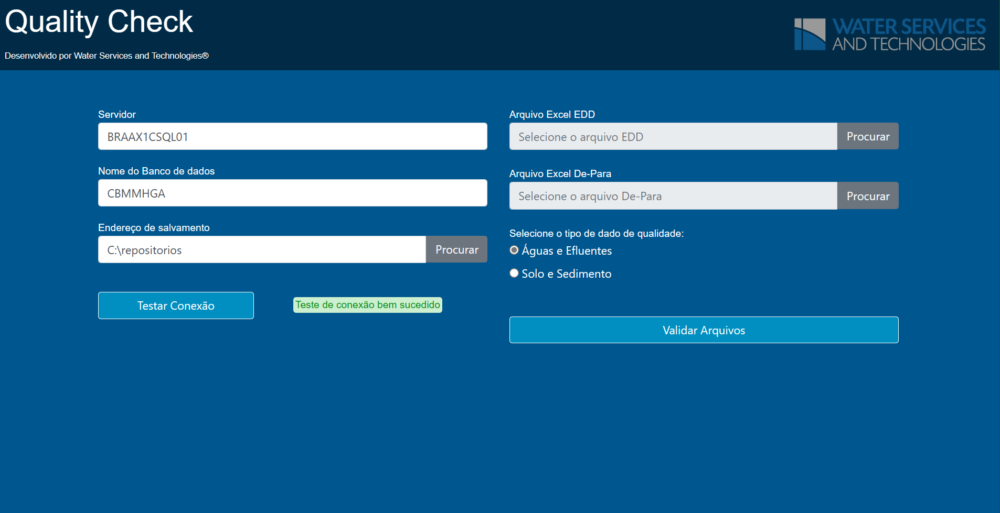 Quality Check
Desenvolvido por Water Services and Technologies®
WATER SERVICES
AND TECHNOLOGIES
Servidor
BRAAX1CSQL01
Nome do Banco de dados
CBMMHGA
Endereço de salvamento
C:\repositorios
Procurar
Testar Conexão
Teste de conexão bem sucedido
Arquivo Excel EDD
Selecione o arquivo EDD
Procurar
Arquivo Excel De-Para
Selecione o arquivo De-Para
Procurar
Selecione o tipo de dado de qualidade:
Águas e Efluentes
Solo e Sedimento
Validar Arquivos